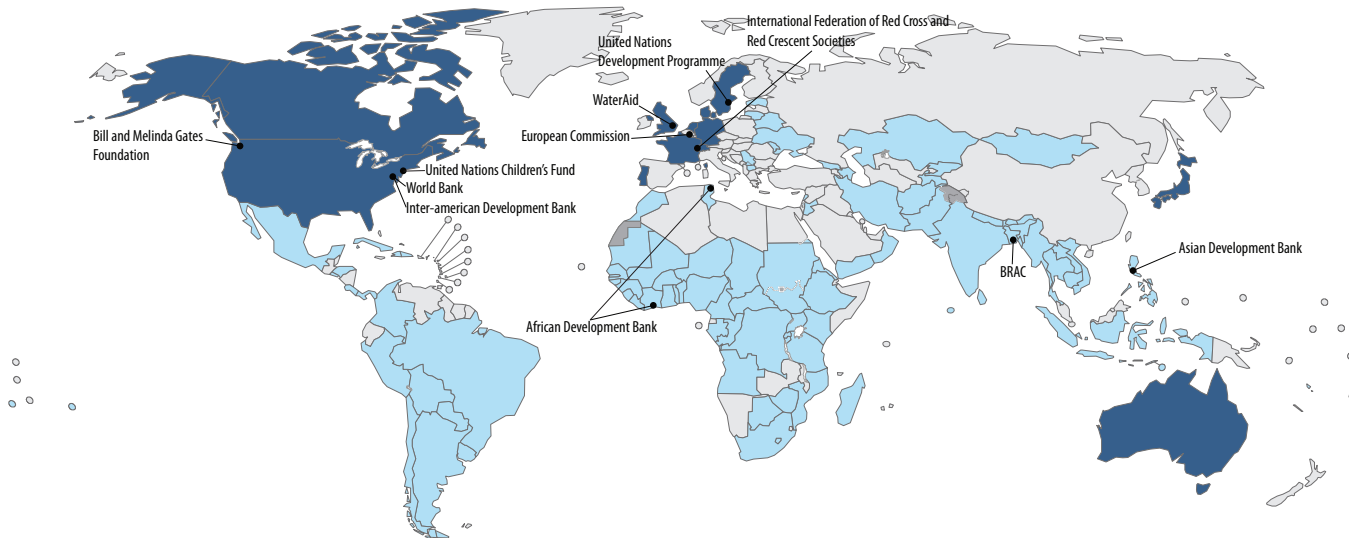 International Federation of Red Cross and
Red Crescent Societies
United Nations
Development Programme
WaterAid
European Commission
Bill and Melinda Gates
Foundation
United Nations Children's Fund
World Bank
Inter-american Development Bank
Asian Development Bank
BRAC
African Development Bank